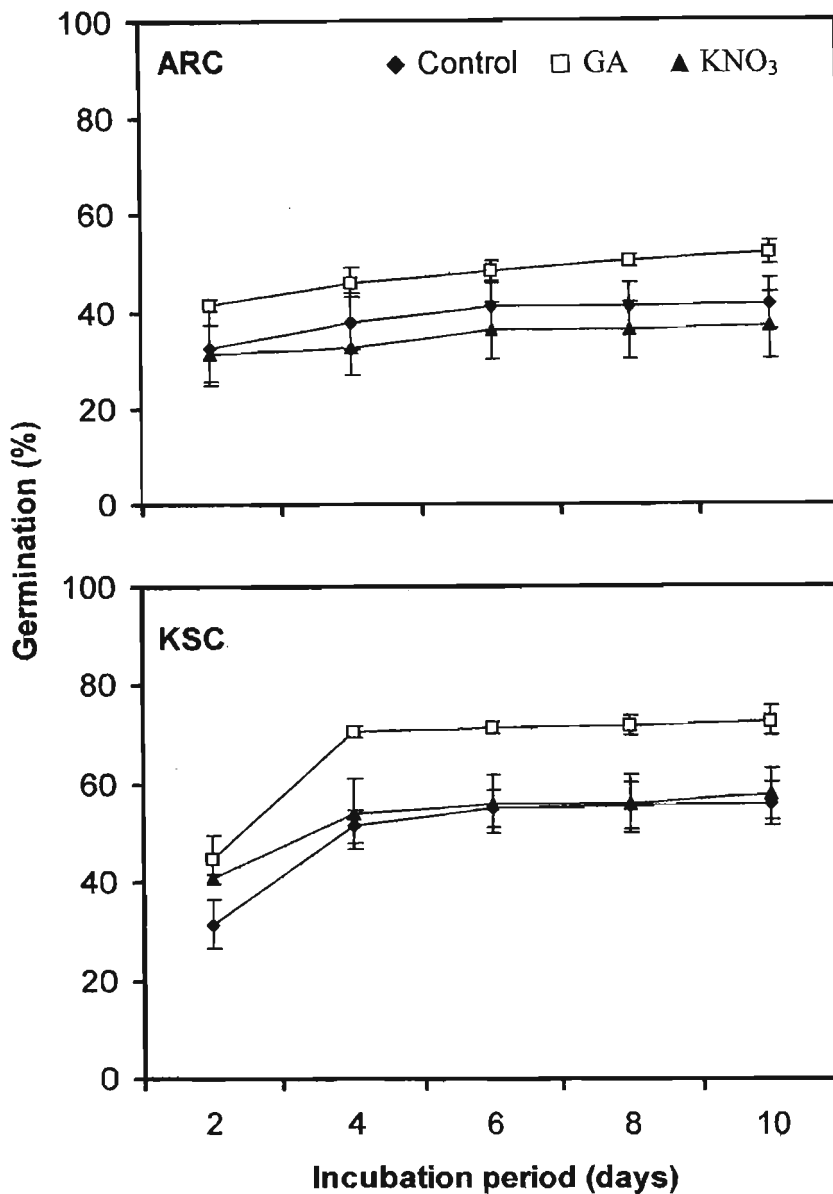 100
ARC
Control
GA
KNO₃
80
60
40
20
0
Germination (%)
100
KSC
80
60
40
20
0
2 4 6 8 10
Incubation period (days)